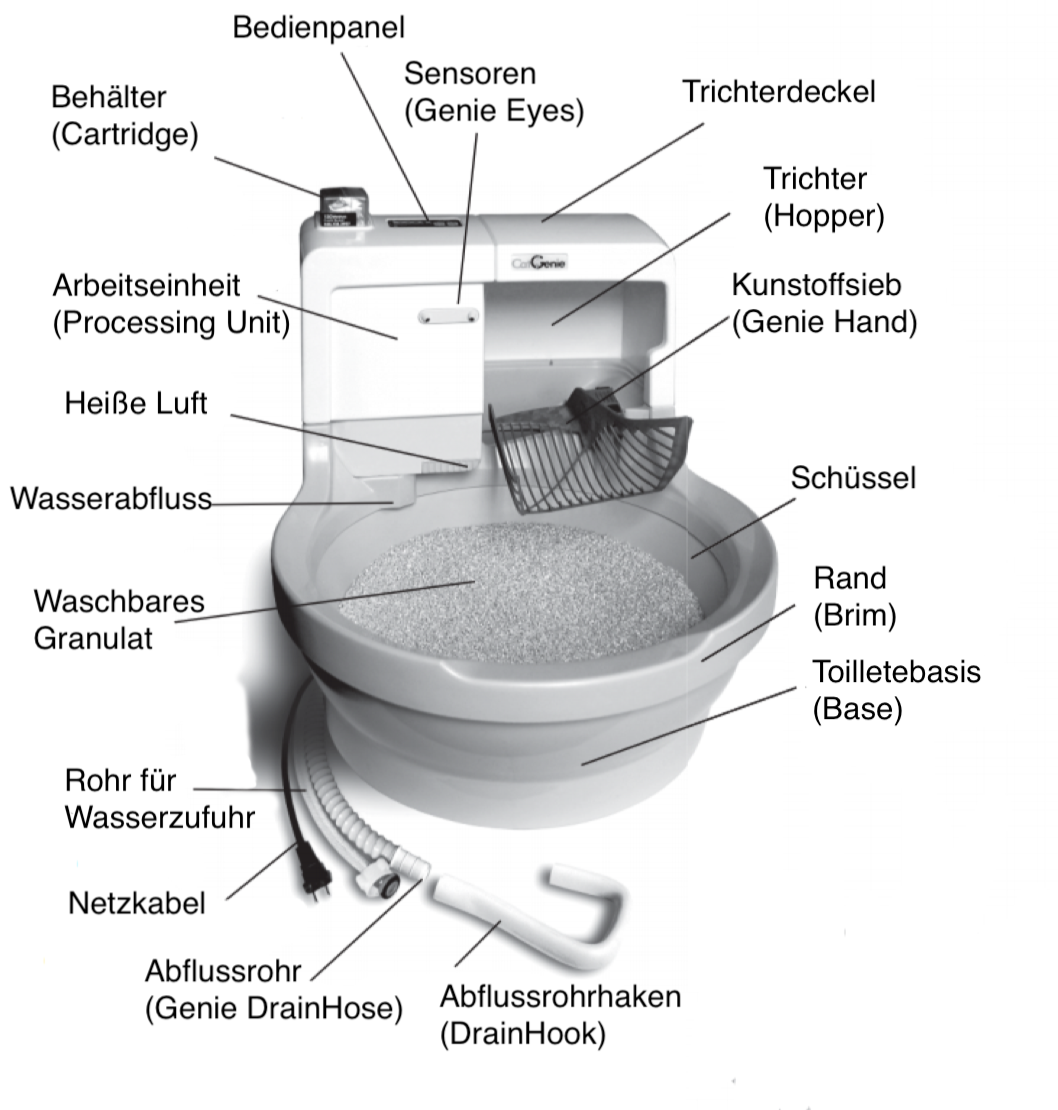 Bedienpanel
Sensoren
(Genie Eyes)
Behälter
(Cartridge)
Trichterdeckel
Trichter
(Hopper)
CatGenie
Arbeitseinheit
(Processing Unit)
Kunstoffsieb
(Genie Hand)
Heiße Luft
Wasserabfluss
Schüssel
Waschbares
Granulat
Rand
(Brim)
Toilletebasis
(Base)
Rohr für
Wasserzufuhr
Netzkabel
Abflussrohr
(Genie DrainHose)
Abflussrohrhaken
(DrainHook)